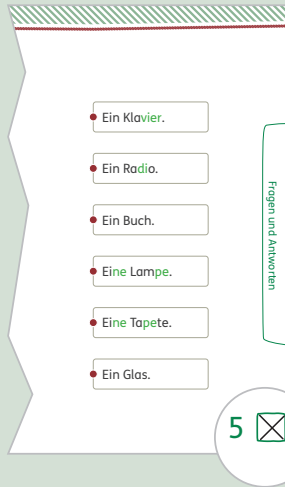 Ein Klavier.
Ein Radio.
Ein Buch.
Eine Lampe.
Eine Tapete.
Ein Glas.
Fragen und Antworten
5